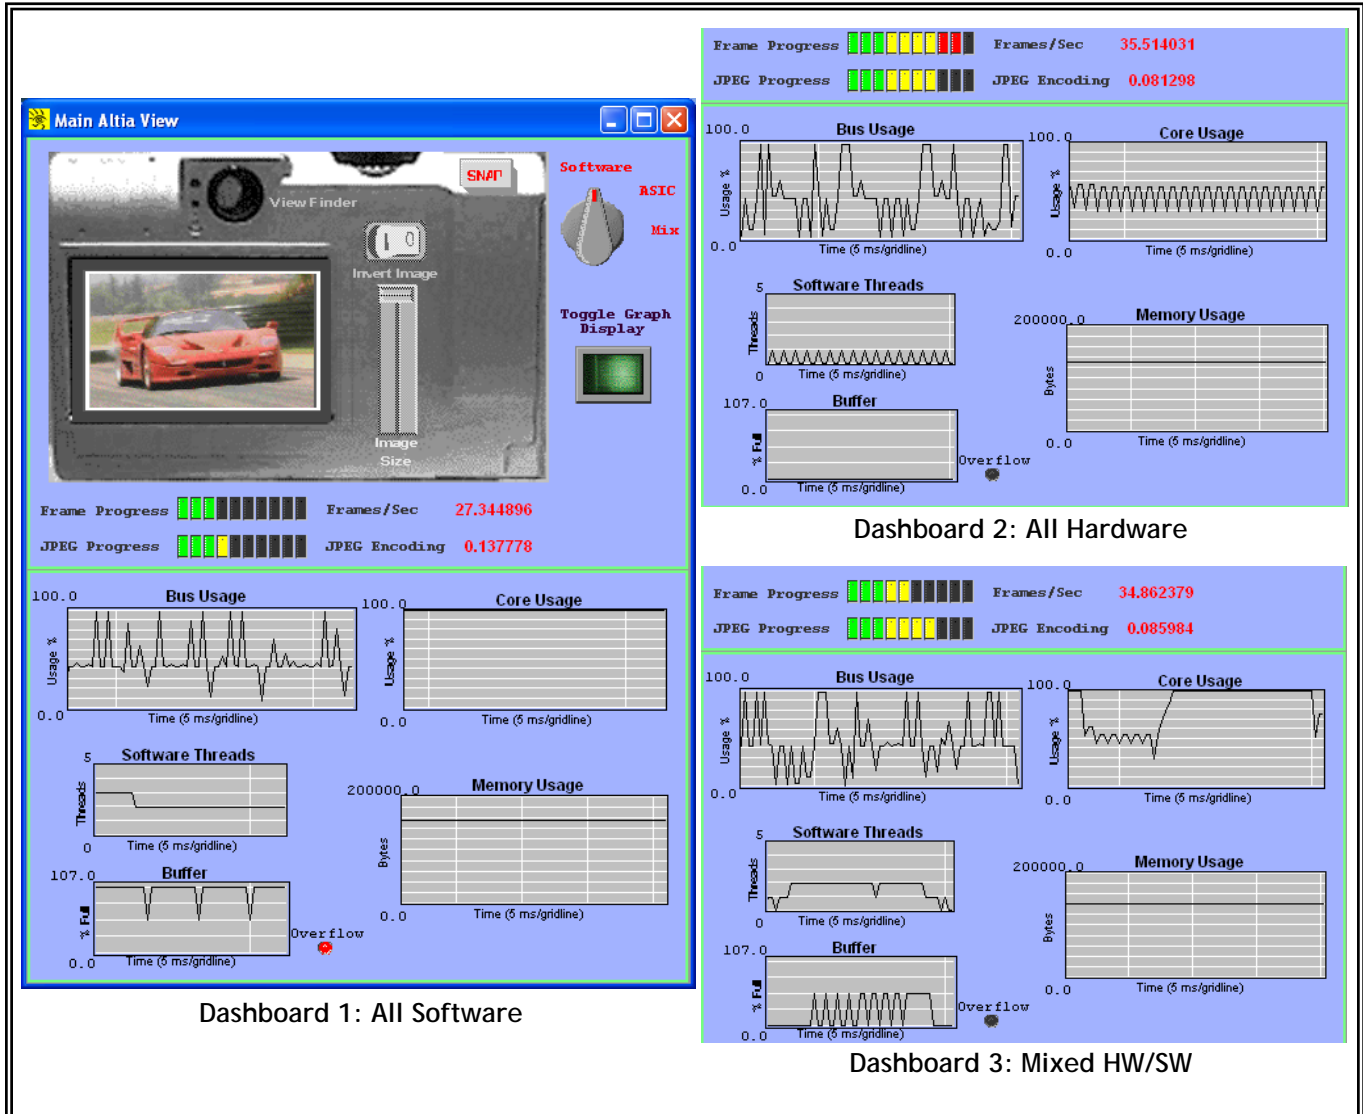 Main Altia View
SNAP
ViewFinder
1 0
Invert Image
Image
Size
Software
ASIC
Mix
Toggle Graph
Display
Frame Progress Frames/Sec 27.344896
JPEG Progress JPEG Encoding 0.137778
Bus Usage
100.0
Usage %
0.0
Time (5 ms/gridline)
Core Usage
100.0
Usage %
0.0
Time (5 ms/gridline)
Software Threads
5
Threads
0
Time (5 ms/gridline)
Memory Usage
200000.0
Bytes
0.0
Time (5 ms/gridline)
Buffer
107.0
% Full
0.0
Time (5 ms/gridline)
Overflow
Dashboard 1: All Software
Frame Progress Frames/Sec 35.514031
JPEG Progress JPEG Encoding 0.081298
Bus Usage
100.0
Usage %
0.0
Time (5 ms/gridline)
Core Usage
100.0
Usage %
0.0
Time (5 ms/gridline)
Software Threads
5
Threads
0
Time (5 ms/gridline)
Memory Usage
200000.0
Bytes
0.0
Time (5 ms/gridline)
Buffer
107.0
% Full
0.0
Time (5 ms/gridline)
Overflow
Dashboard 2: All Hardware
Frame Progress Frames/Sec 34.862379
JPEG Progress JPEG Encoding 0.085984
Bus Usage
100.0
Usage %
0.0
Time (5 ms/gridline)
Core Usage
100.0
Usage %
0.0
Time (5 ms/gridline)
Software Threads
5
Threads
0
Time (5 ms/gridline)
Memory Usage
200000.0
Bytes
0.0
Time (5 ms/gridline)
Buffer
107.0
% Full
0.0
Time (5 ms/gridline)
Overflow
Dashboard 3: Mixed HW/SW